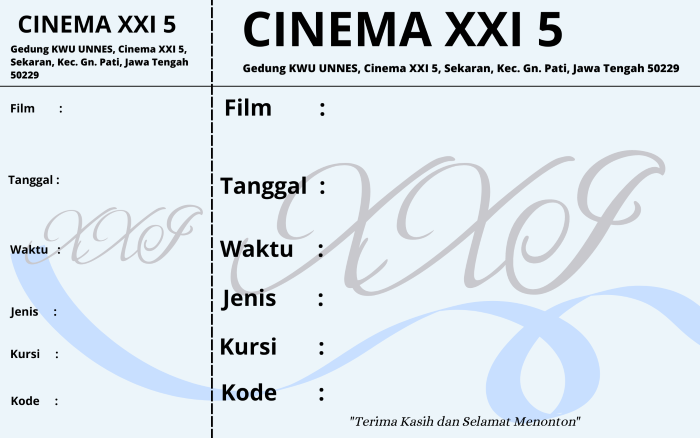 CINEMA XXI 5
Gedung KWU UNNES, Cinema XXI 5,
Sekaran, Kec. Gn. Pati, Jawa Tengah
50229
Film :
Tanggal :
Waktu :
Jenis :
Kursi :
Kode :
XXI
CINEMA XXI 5
Gedung KWU UNNES, Cinema XXI 5, Sekaran, Kec. Gn. Pati, Jawa Tengah 50229
Film :
Tanggal :
Waktu :
Jenis :
Kursi :
Kode :
XXI
"Terima Kasih dan Selamat Menonton"